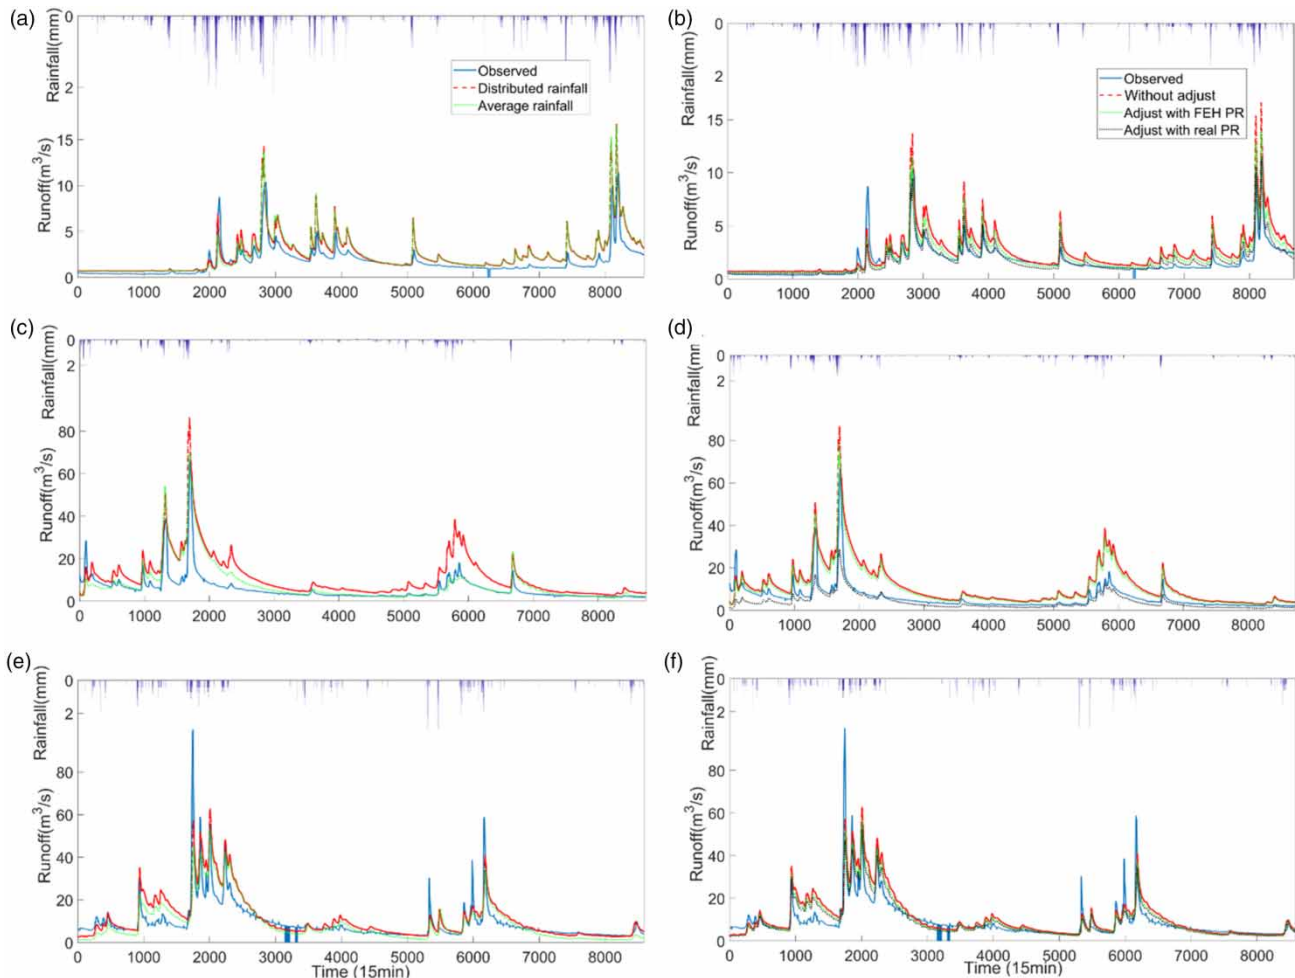 (a)
0
2
Rainfall(mm)
Observed
Distributed rainfall
Average rainfall
15
10
5
0
Runoff(m3/s)
0 1000 2000 3000 4000 5000 6000 7000 8000
(b)
0
2
Rainfall(mm)
Observed
Without adjust
Adjust with FEH PR
Adjust with real PR
15
10
5
0
Runoff(m3/s)
0 1000 2000 3000 4000 5000 6000 7000 8000
(c)
0
2
Rainfall(mm)
80
60
40
20
0
Runoff(m3/s)
0 1000 2000 3000 4000 5000 6000 7000 8000
(d)
0
2
Rainfall(mm)
80
60
40
20
0
Runoff(m3/s)
0 1000 2000 3000 4000 5000 6000 7000 8000
(e)
0
2
Rainfall(mm)
80
60
40
20
0
Runoff(m3/s)
0 1000 2000 3000 4000 5000 6000 7000 8000
Time (15min)
(f)
0
2
Rainfall(mm)
80
60
40
20
0
Runoff(m3/s)
0 1000 2000 3000 4000 5000 6000 7000 8000
Time (15min)